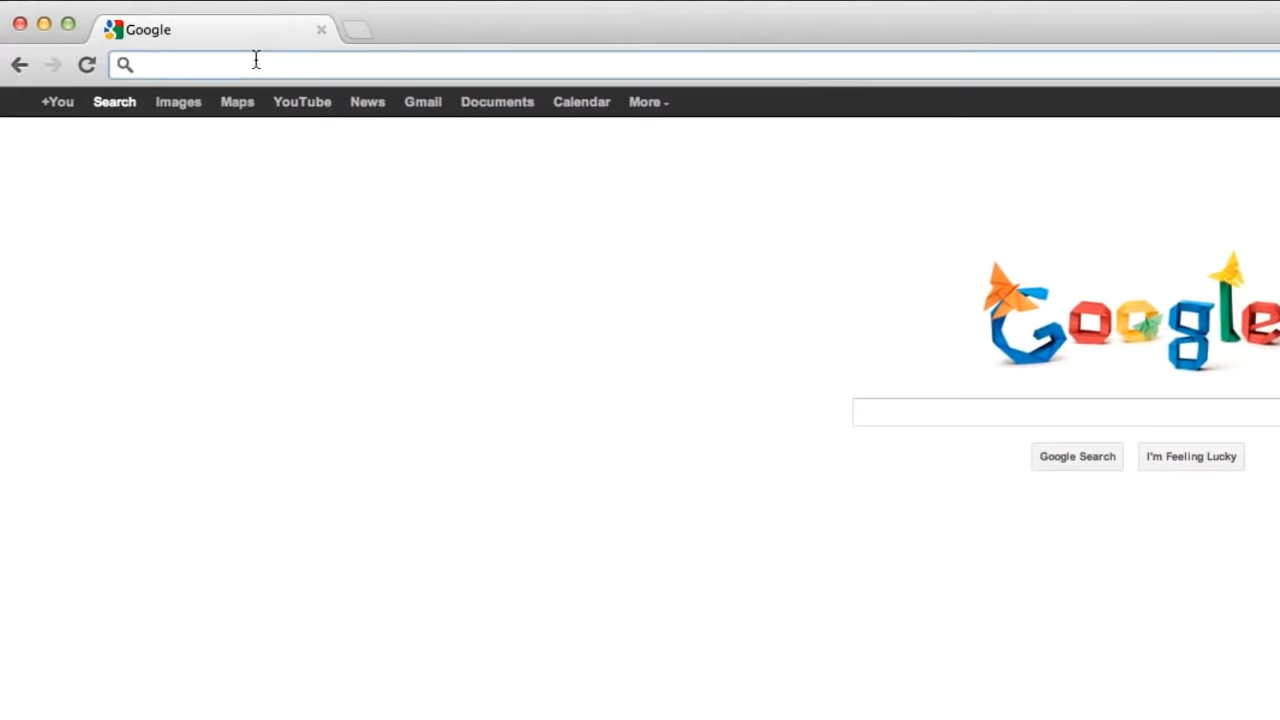 Google
+You Search Images Maps YouTube News Gmail Documents Calendar More
Google
Google Search I'm Feeling Lucky